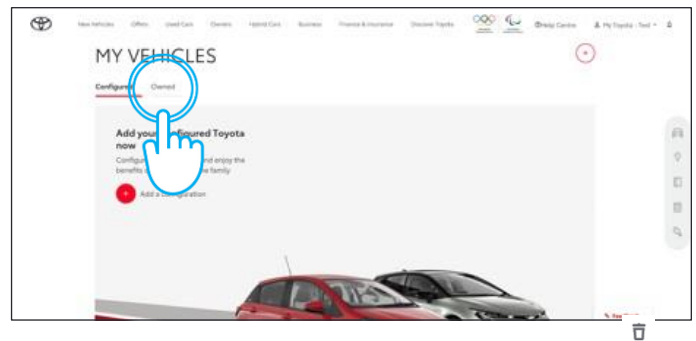 New Vehicles Offers Used Cars Owners Hybrid Cars Business Finance & Insurance Discover Toyota Help Centre My Toyota - Test
MY VEHICLES
Configured Owned
Add your configured Toyota
now
and enjoy the
benefits family
Add a configuration